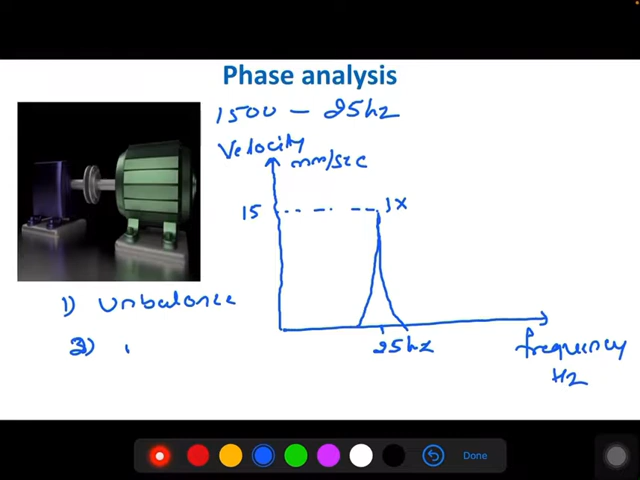 Phase analysis
1500 - 25hz
Velocity
mm/sec
15
1x
1) Unbalance
2)
25hz
frequency
Hz
Done